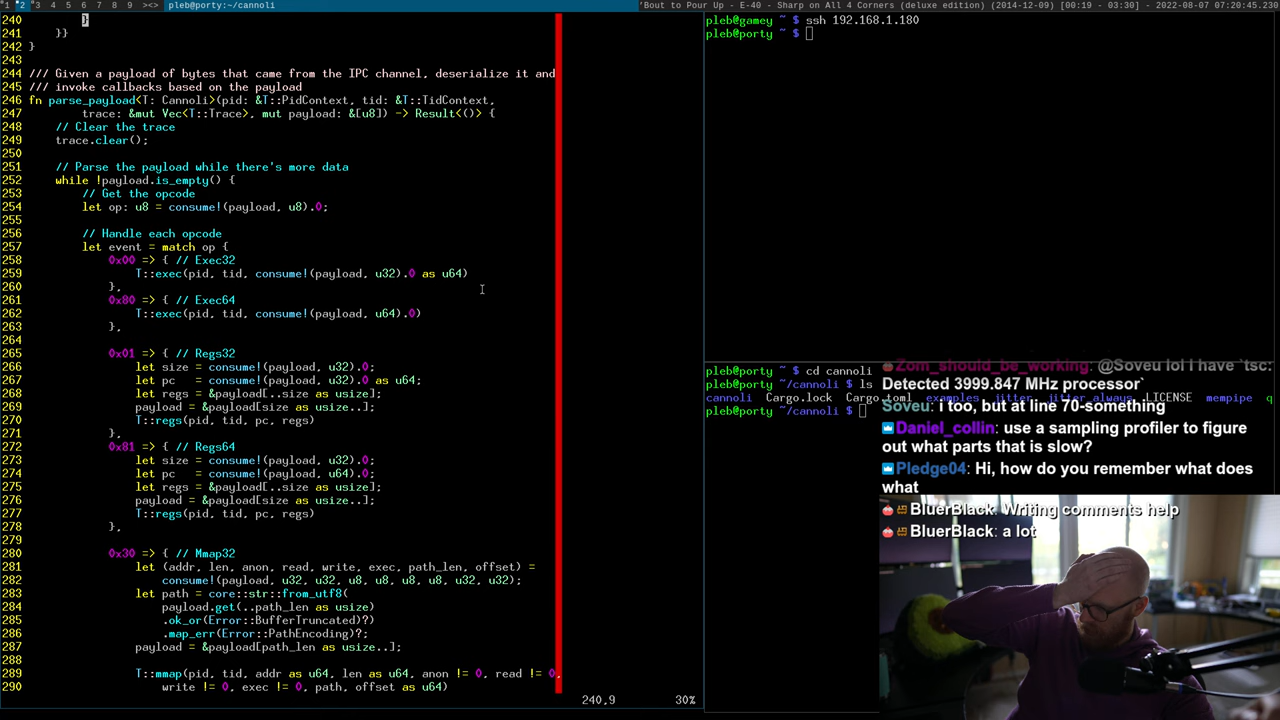 1 2 3 4 5 6 7 8 9 ><> pleb@porty:~/cannoli 'Bout to Pour Up - E-40 - Sharp on All 4 Corners (deluxe edition) (2014-12-09) [00:19 - 03:30] - 2022-08-07 07:20:45.230
240         }
241     }}
242 }
243
244 /// Given a payload of bytes that came from the IPC channel, deserialize it and
245 /// invoke callbacks based on the payload
246 fn parse_payload<T: Cannoli>(pid: &T::PidContext, tid: &T::TidContext,
247         trace: &mut Vec<T::Trace>, mut payload: &[u8]) -> Result<()> {
248     // Clear the trace
249     trace.clear();
250
251     // Parse the payload while there's more data
252     while !payload.is_empty() {
253         // Get the opcode
254         let op: u8 = consume!(payload, u8).0;
255
256         // Handle each opcode
257         let event = match op {
258             0x00 => { // Exec32
259                 T::exec(pid, tid, consume!(payload, u32).0 as u64)
260             },
261             0x80 => { // Exec64
262                 T::exec(pid, tid, consume!(payload, u64).0)
263             },
264
265             0x01 => { // Regs32
266                 let size = consume!(payload, u32).0;
267                 let pc   = consume!(payload, u32).0 as u64;
268                 let regs = &payload[..size as usize];
269                 payload = &payload[size as usize..];
270                 T::regs(pid, tid, pc, regs)
271             },
272             0x81 => { // Regs64
273                 let size = consume!(payload, u32).0;
274                 let pc   = consume!(payload, u64).0;
275                 let regs = &payload[..size as usize];
276                 payload = &payload[size as usize..];
277                 T::regs(pid, tid, pc, regs)
278             },
279
280             0x30 => { // Mmap32
281                 let (addr, len, anon, read, write, exec, path_len, offset) =
282                     consume!(payload, u32, u32, u8, u8, u8, u8, u32, u32);
283                 let path = core::str::from_utf8(
284                     payload.get(..path_len as usize)
285                     .ok_or(Error::BufferTruncated)?)
286                     .map_err(Error::PathEncoding)?;
287                 payload = &payload[path_len as usize..];
288
289                 T::mmap(pid, tid, addr as u64, len as u64, anon != 0, read != 0,
290                     write != 0, exec != 0, path, offset as u64)
240,9 30%
pleb@gamey ~ $ ssh 192.168.1.180
pleb@porty ~ $
pleb@porty ~ $ cd cannoli
pleb@porty ~/cannoli $ ls
cannoli Cargo.lock Cargo.toml examples jitter jitter_always LICENSE mempipe q
pleb@porty ~/cannoli $
Zom_should_be_working: @Soveu lol I have `tsc:
Detected 3999.847 MHz processor`
Soveu: i too, but at line 70-something
Daniel_collin: use a sampling profiler to figure
out what parts that is slow?
Pledge04: Hi, how do you remember what does
what
BluerBlack: Writing comments help
BluerBlack: a lot